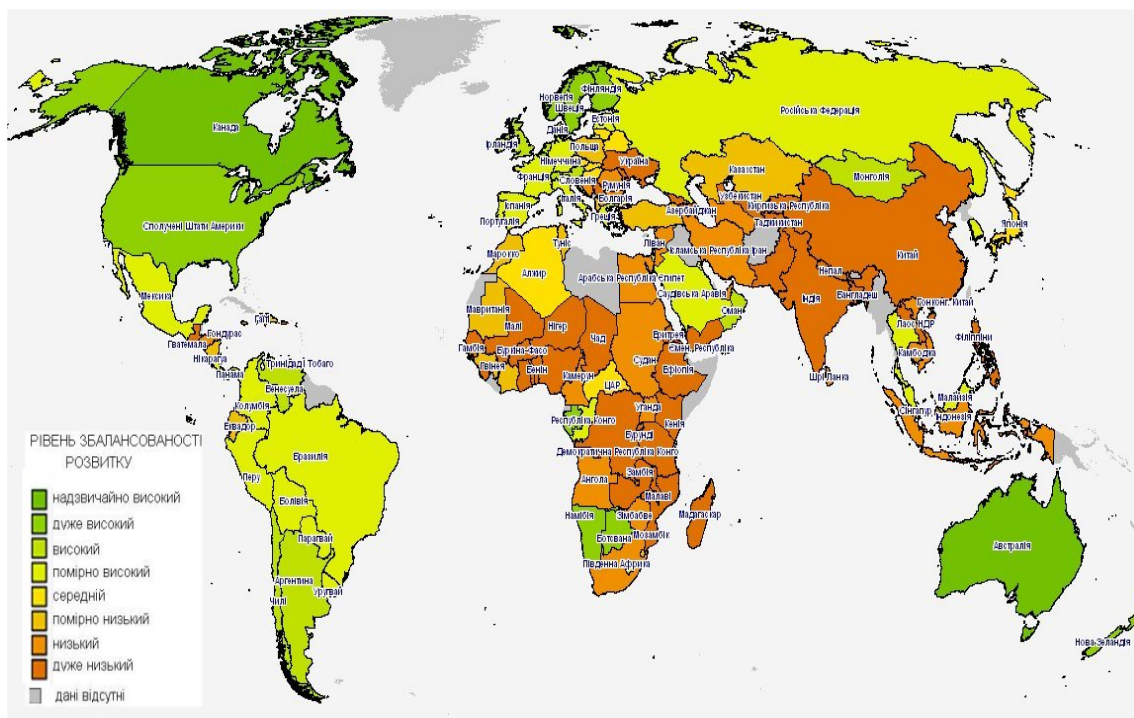 Канада
Сполучені Штати Америки
Мексика
Гаїті
Гондурас
Гватемала
Нікарагуа
Панама
Тринідад і Тобаго
Венесуела
Колумбія
Еквадор
Перу
Бразилія
Болівія
Парагвай
Аргентина
Уругвай
Чилі
Норвегія
Швеція
Фінляндія
Естонія
Данія
Ірландія
Німеччина
Польща
Україна
Франція
Словенія
Румунія
Іспанія
Італія
Болгарія
Португалія
Греція
Російська Федерація
Казахстан
Монголія
Узбекистан
Киргизька Республіка
Азербайджан
Таджикистан
Японія
Китай
Марокко
Туніс
Алжир
Ліван
Ісламська Республіка Іран
Арабська Республіка Єгипет
Саудівська Аравія
Оман
Непал
Індія
Бангладеш
Гонконг, Китай
Лаос, НДР
Філіппіни
Камбоджа
Шрі Ланка
Малайзія
Сінгапур
Індонезія
Мавританія
Малі
Нігер
Чад
Еритрея
Ємен, Республіка
Гамбія
Буркіна-Фасо
Судан
Гвінея
Бенін
Камерун
ЦАР
Ефіопія
Уганда
Республіка Конго
Кенія
Бурунді
Демократична Республіка Конго
Ангола
Замбія
Малаві
Намібія
Зімбабве
Ботсвана
Мозамбік
Мадагаскар
Південна Африка
Австралія
Нова Зеландія
РІВЕНЬ ЗБАЛАНСОВАНОСТІ
РОЗВИТКУ
надзвичайно високий
дуже високий
високий
помірно високий
середній
помірно низький
низький
дуже низький
дані відсутні